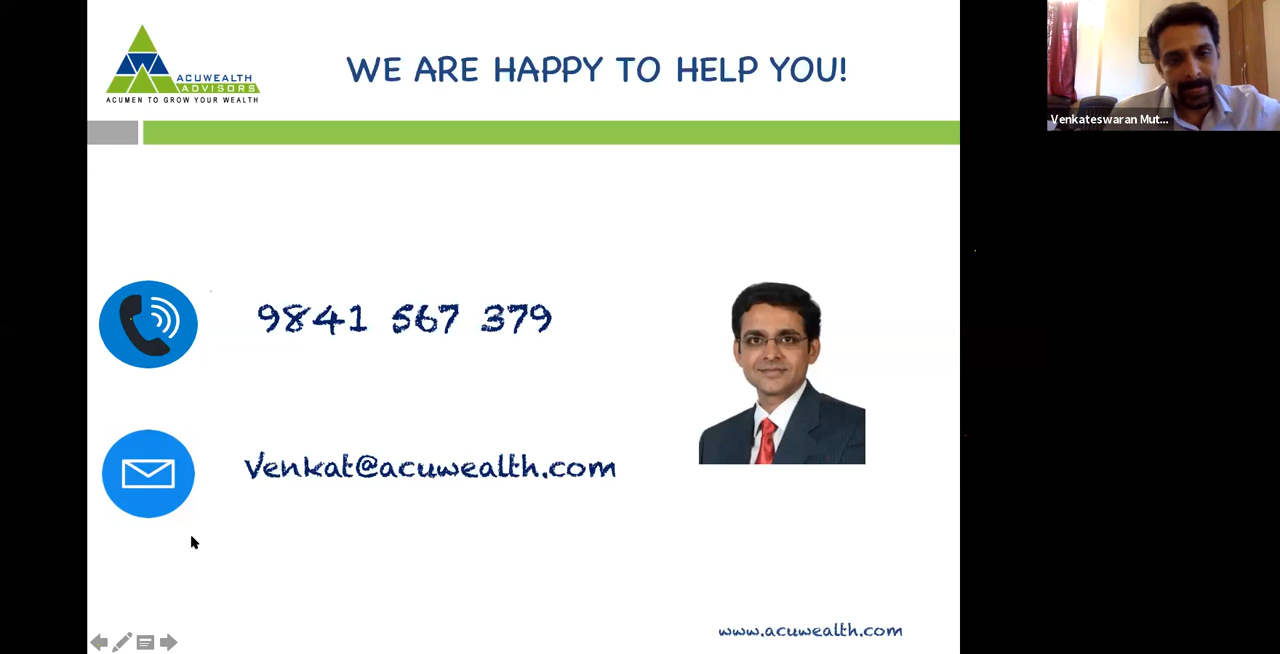 ACUWEALTH
ADVISORS
ACUMEN TO GROW YOUR WEALTH
WE ARE HAPPY TO HELP YOU!
Venkateswaran Mut...
9841 567 379
Venkat@acuwealth.com
www.acuwealth.com